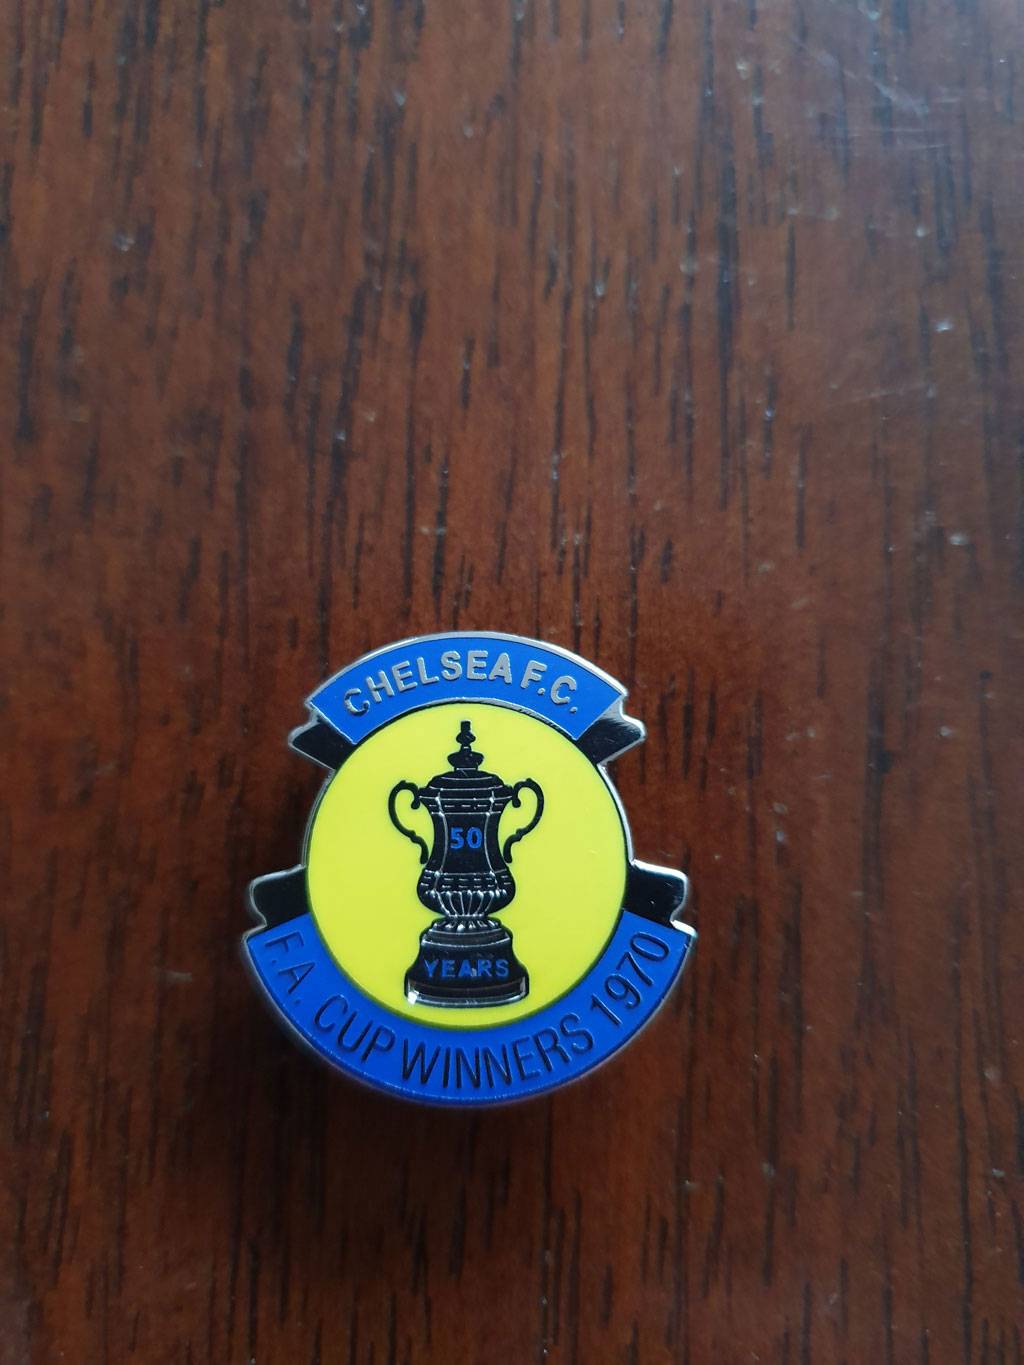 CHELSEA F.C.
50
YEARS
F.A. CUP WINNERS 1970